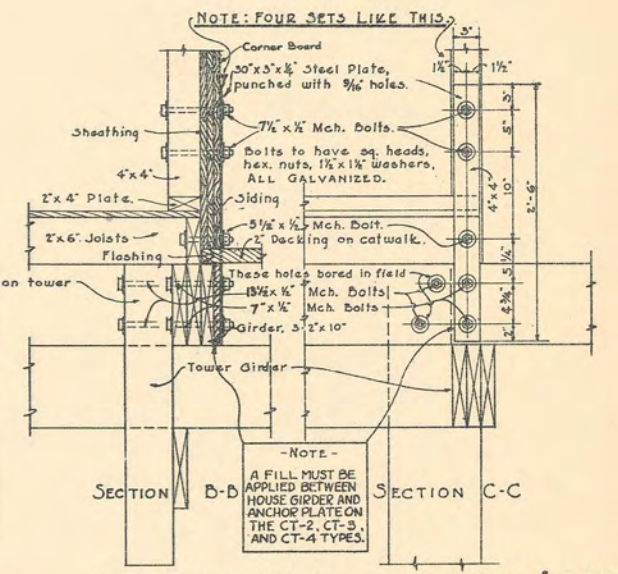 NOTE: FOUR SETS LIKE THIS.
3"
1½" 1½"
Corner Board
30"x3"x¼" Steel Plate,
punched with 9/16" holes.
3"
7½" x ½" Mch. Bolts.
5"
Sheathing
Bolts to have sq. heads,
hex. nuts, 1½"x 1½" washers,
ALL GALVANIZED.
4"x 4"
4"x 4"
10"
2'-6"
2"x 4" Plate.
Siding
5½" x ½" Mch. Bolt.
2"x 6" Joists
2" Decking on catwalk.
Flashing
5¼"
These holes bored in field
on tower
13½" x ½" Mch. Bolts
7" x ½" Mch Bolts
4¾"
Girder, 3-2"x 10"
2"
Tower Girder
-NOTE-
A FILL MUST BE
APPLIED BETWEEN
HOUSE GIRDER AND
ANCHOR PLATE ON
THE CT-2, CT-3,
AND CT-4 TYPES.
SECTION B-B
SECTION C-C